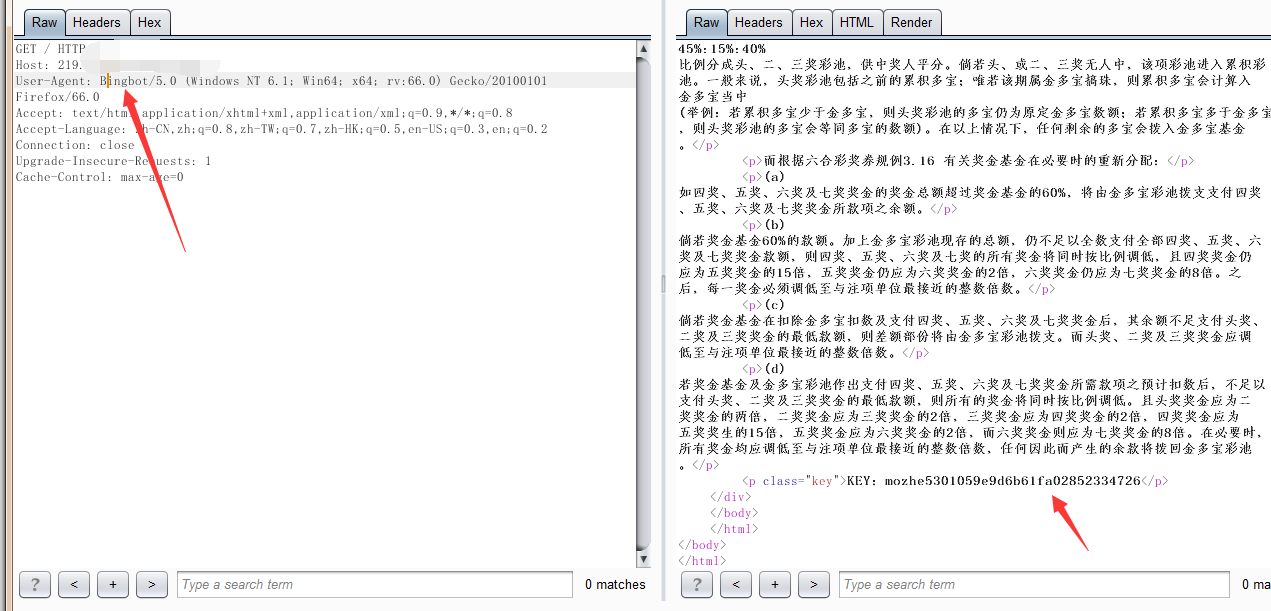 Raw Headers Hex
GET / HTTP
Host: 219.
User-Agent: Bingbot/5.0 (Windows NT 6.1; Win64; x64; rv:66.0) Gecko/20100101
Firefox/66.0
Accept: text/htm application/xhtml+xml,application/xml;q=0.9,*/*;q=0.8
Accept-Language: zh-CN,zh;q=0.8,zh-TW;q=0.7,zh-HK;q=0.5,en-US;q=0.3,en;q=0.2
Connection: close
Upgrade-Insecure-Requests: 1
Cache-Control: max-age=0
? < + > Type a search term 0 matches
Raw Headers Hex HTML Render
45%:15%:40%
比例分成头、二、三奖彩池，供中奖人平分。倘若头、或二、三奖无人中，该项彩池进入累积彩
池。一般来说，头奖彩池包括之前的累积多宝；唯若该期属金多宝搞珠，则累积多宝会计算入
金多宝当中
(举例：若累积多宝少于金多宝，则头奖彩池的多宝仍为原定金多宝数额；若累积多宝多于金多宝
，则头奖彩池的多宝会等同多宝的数额)。在以上情况下，任何剩余的多宝会拨入金多宝基金
。</p>
<p>而根据六合彩奖券规例3.16 有关奖金基金在必要时的重新分配：</p>
<p>(a)
如四奖、五奖、六奖及七奖奖金的奖金总额超过奖金基金的60%，将由金多宝彩池拨支支付四奖
、五奖、六奖及七奖奖金所款项之余额。</p>
<p>(b)
倘若奖金基金60%的款额。加上金多宝彩池现存的总额，仍不足以全数支付全部四奖、五奖、六
奖及七奖奖金款额，则四奖、五奖、六奖及七奖的所有奖金将同时按比例调低，且四奖奖金仍
应为五奖奖金的15倍，五奖奖金仍应为六奖奖金的2倍，六奖奖金仍应为七奖奖金的8倍。之
后，每一奖金必须调低至与注项单位最接近的整数倍数。</p>
<p>(c)
倘若奖金基金在扣除金多宝扣数及支付四奖、五奖、六奖及七奖奖金后，其余额不足支付头奖、
二奖及三奖奖金的最低款额，则差额部份将由金多宝彩池拨支。而头奖、二奖及三奖奖金应调
低至与注项单位最接近的整数倍数。</p>
<p>(d)
若奖金基金及金多宝彩池作出支付四奖、五奖、六奖及七奖奖金所需款项之预计扣数后，不足以
支付头奖、二奖及三奖奖金的最低款额，则所有的奖金将同时按比例调低。且头奖奖金应为二
奖奖金的两倍，二奖奖金应为三奖奖金的2倍，三奖奖金应为四奖奖金的2倍，四奖奖金应为
五奖奖生的15倍，五奖奖金应为六奖奖金的2倍，而六奖奖金则应为七奖奖金的8倍。在必要时，
所有奖金均应调低至与注项单位最接近的整数倍数，任何因此而产生的余款将拨回金多宝彩池
。</p>
<p class="key">KEY: mozhe5301059e9d6b61fa02852334726</p>
</div>
</body>
</html>
</body>
</html>
? < + > Type a search term 0 ma